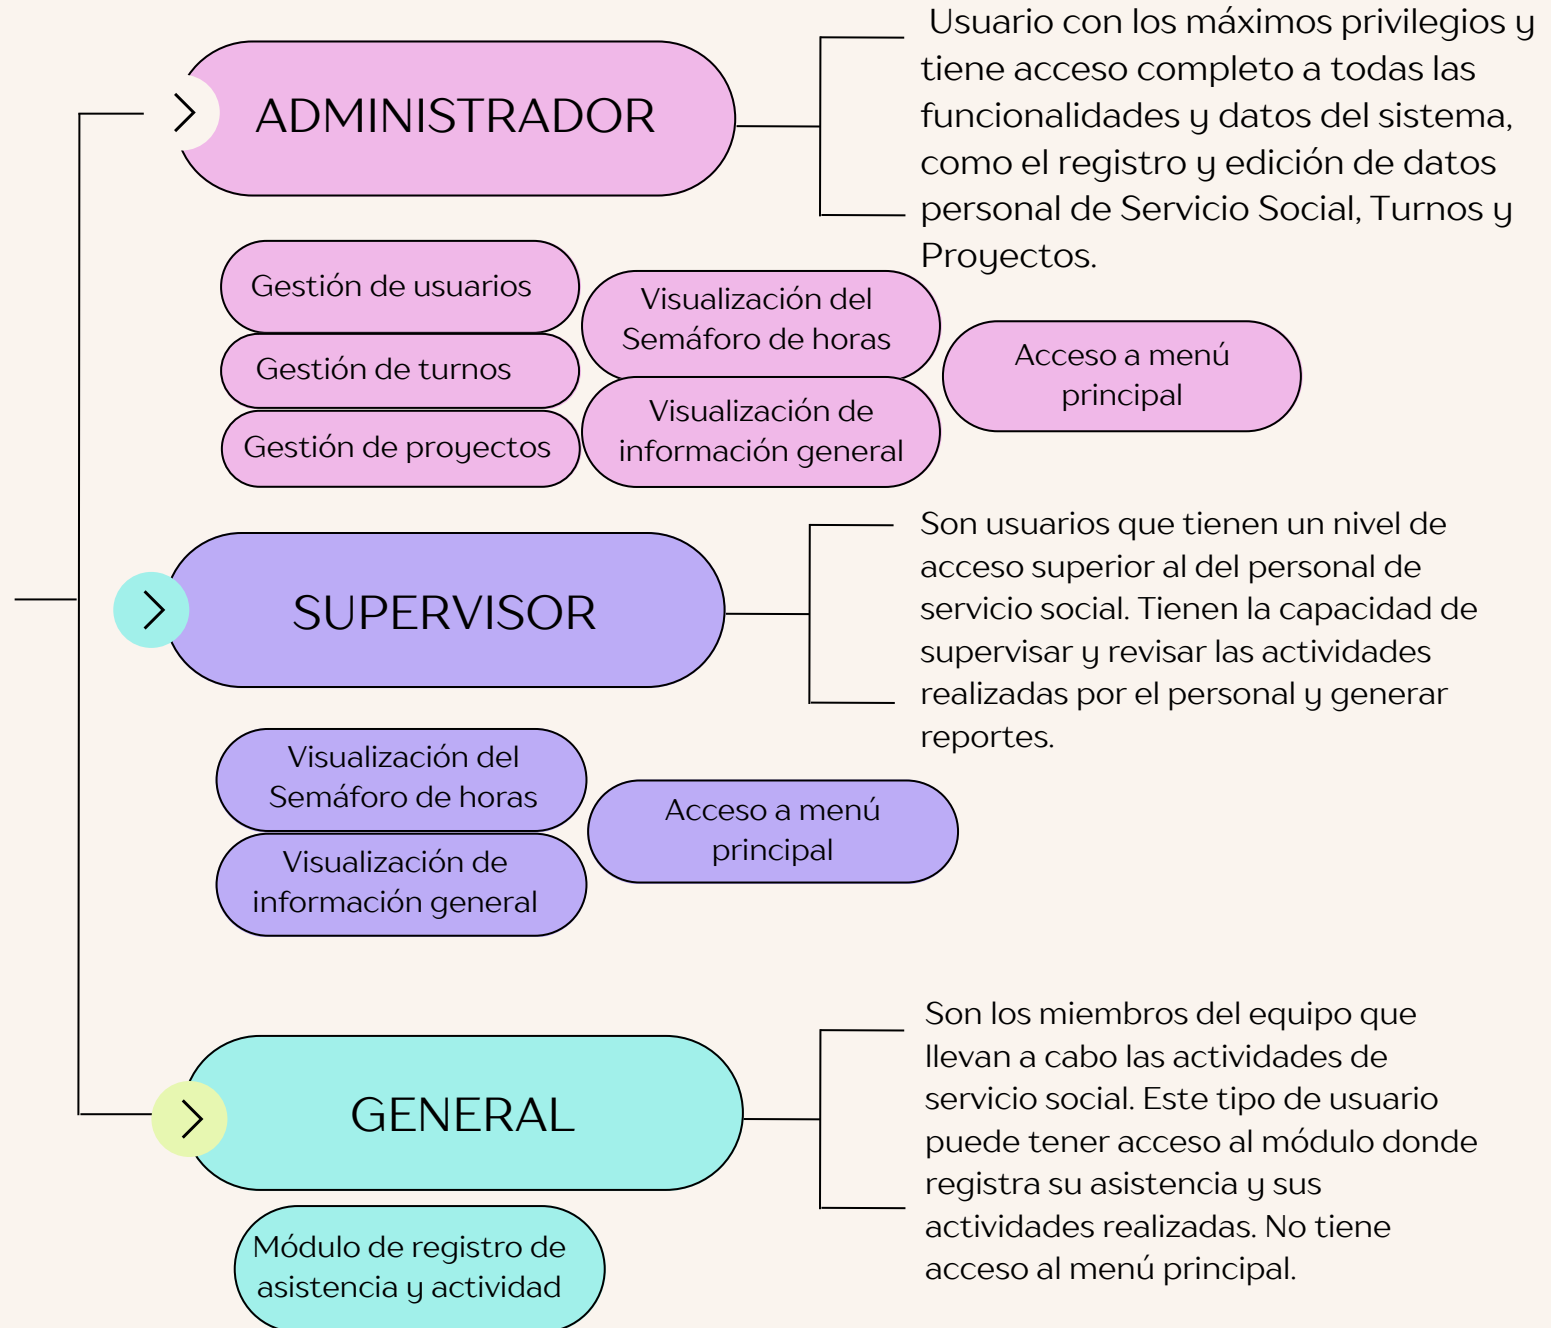 ADMINISTRADOR
Usuario con los máximos privilegios y
tiene acceso completo a todas las
funcionalidades y datos del sistema,
como el registro y edición de datos
personal de Servicio Social, Turnos y
Proyectos.
Gestión de usuarios
Gestión de turnos
Gestión de proyectos
Visualización del
Semáforo de horas
Visualización de
información general
Acceso a menú
principal
SUPERVISOR
Son usuarios que tienen un nivel de
acceso superior al del personal de
servicio social. Tienen la capacidad de
supervisar y revisar las actividades
realizadas por el personal y generar
reportes.
Visualización del
Semáforo de horas
Visualización de
información general
Acceso a menú
principal
GENERAL
Son los miembros del equipo que
llevan a cabo las actividades de
servicio social. Este tipo de usuario
puede tener acceso al módulo donde
registra su asistencia y sus
actividades realizadas. No tiene
acceso al menú principal.
Módulo de registro de
asistencia y actividad